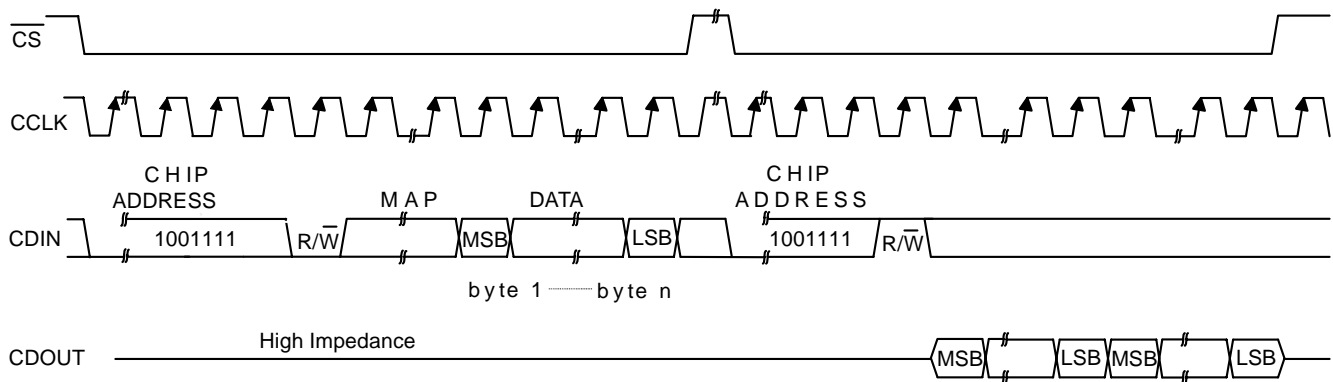 CS
CCLK
CHIP
ADDRESS
MAP
DATA
CHIP
ADDRESS
CDIN
1001111
R/W
MSB
LSB
1001111
R/W
byte 1
byte n
High Impedance
CDOUT
MSB
LSB
MSB
LSB